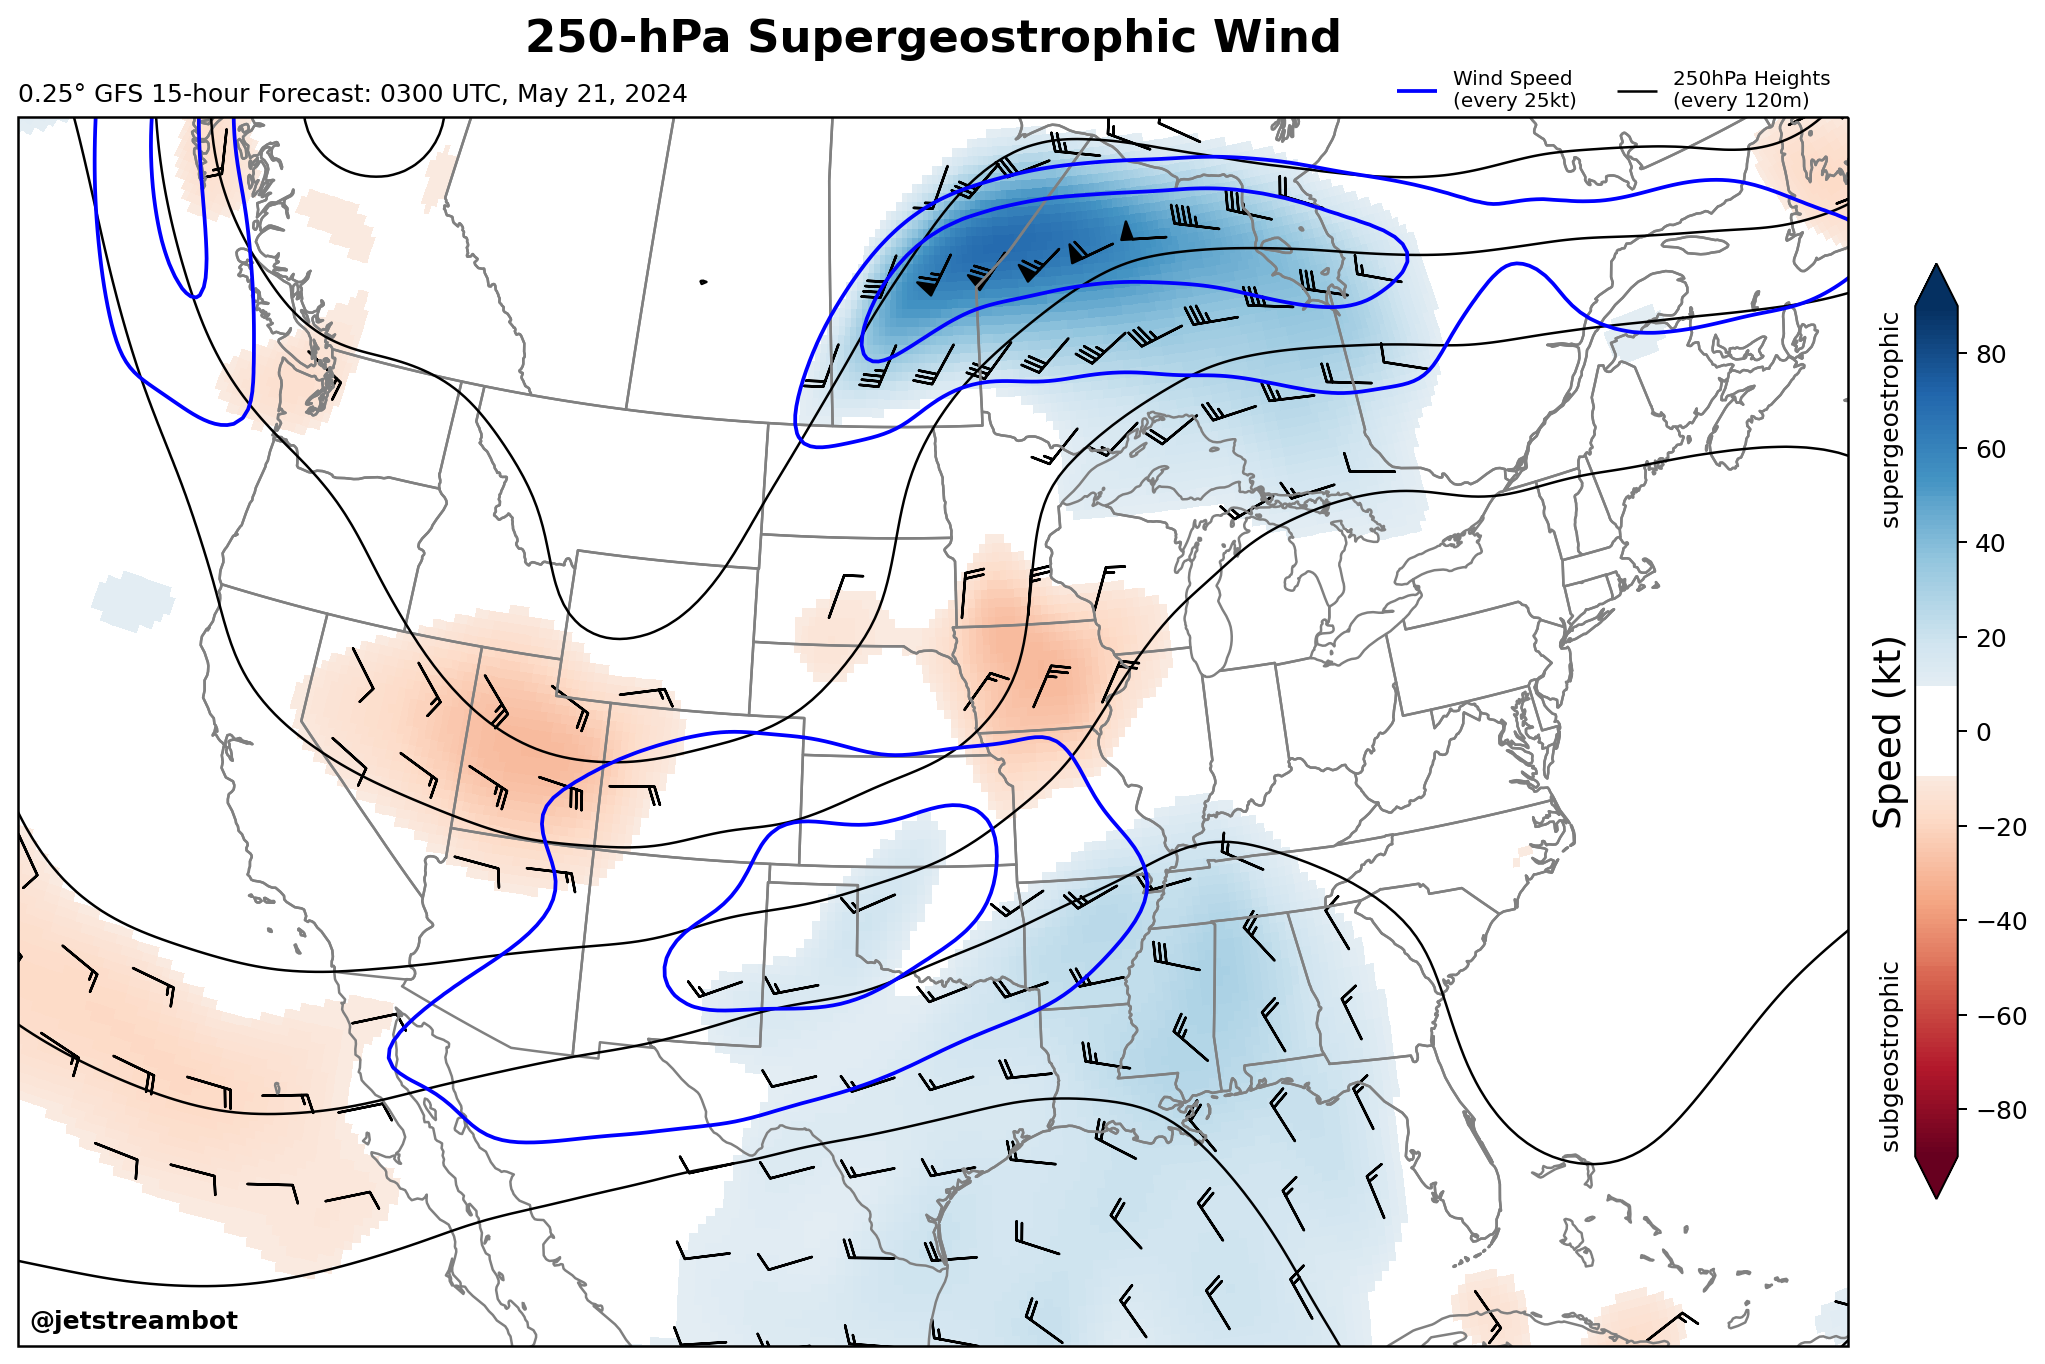 250-hPa Supergeostrophic Wind
0.25° GFS 15-hour Forecast: 0300 UTC, May 21, 2024
Wind Speed
(every 25kt)
250hPa Heights
(every 120m)
supergeostrophic
subgeostrophic
Speed (kt)
80
60
40
20
0
−20
−40
−60
−80
@jetstreambot